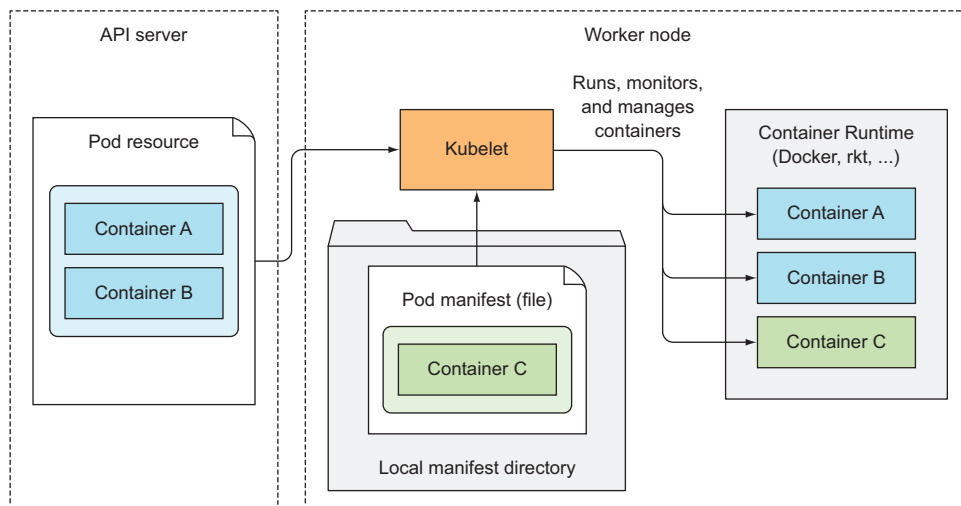 API server
Worker node
Pod resource
Container A
Container B
Kubelet
Runs, monitors,
and manages
containers
Pod manifest (file)
Container C
Local manifest directory
Container Runtime
(Docker, rkt, ...)
Container A
Container B
Container C